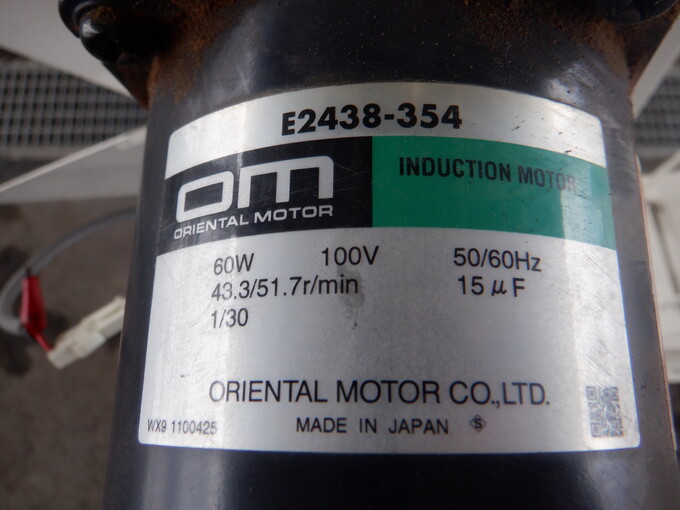 E2438-354
OM
ORIENTAL MOTOR
INDUCTION MOTOR
60W 100V 50/60Hz
43.3/51.7r/min 15μF
1/30
ORIENTAL MOTOR CO.,LTD.
WX9 1100425 MADE IN JAPAN S